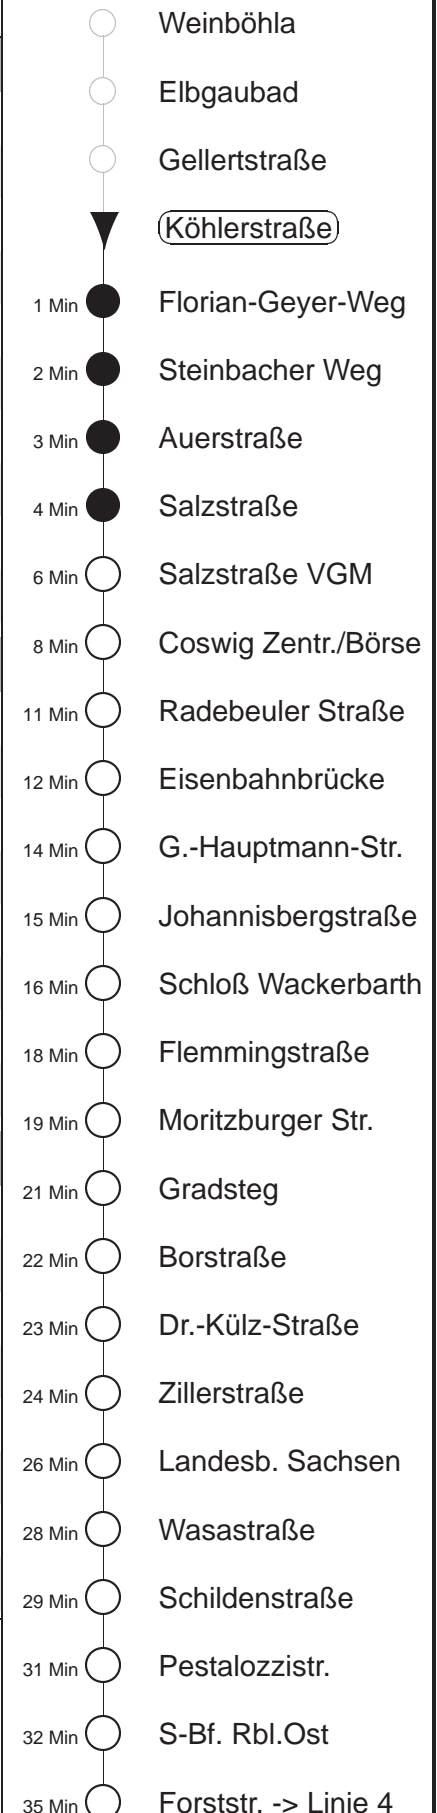 Weinböhla
Elbgaubad
Gellertstraße
Köhlerstraße
1 Min Florian-Geyer-Weg
2 Min Steinbacher Weg
3 Min Auerstraße
4 Min Salzstraße
6 Min Salzstraße VGM
8 Min Coswig Zentr./Börse
11 Min Radebeuler Straße
12 Min Eisenbahnbrücke
14 Min G.-Hauptmann-Str.
15 Min Johannisbergstraße
16 Min Schloß Wackerbarth
18 Min Flemmingstraße
19 Min Moritzburger Str.
21 Min Gradsteg
22 Min Borstraße
23 Min Dr.-Külz-Straße
24 Min Zillerstraße
26 Min Landesb. Sachsen
28 Min Wasastraße
29 Min Schildenstraße
31 Min Pestalozzistr.
32 Min S-Bf. Rbl.Ost
35 Min Forststr. -> Linie 4